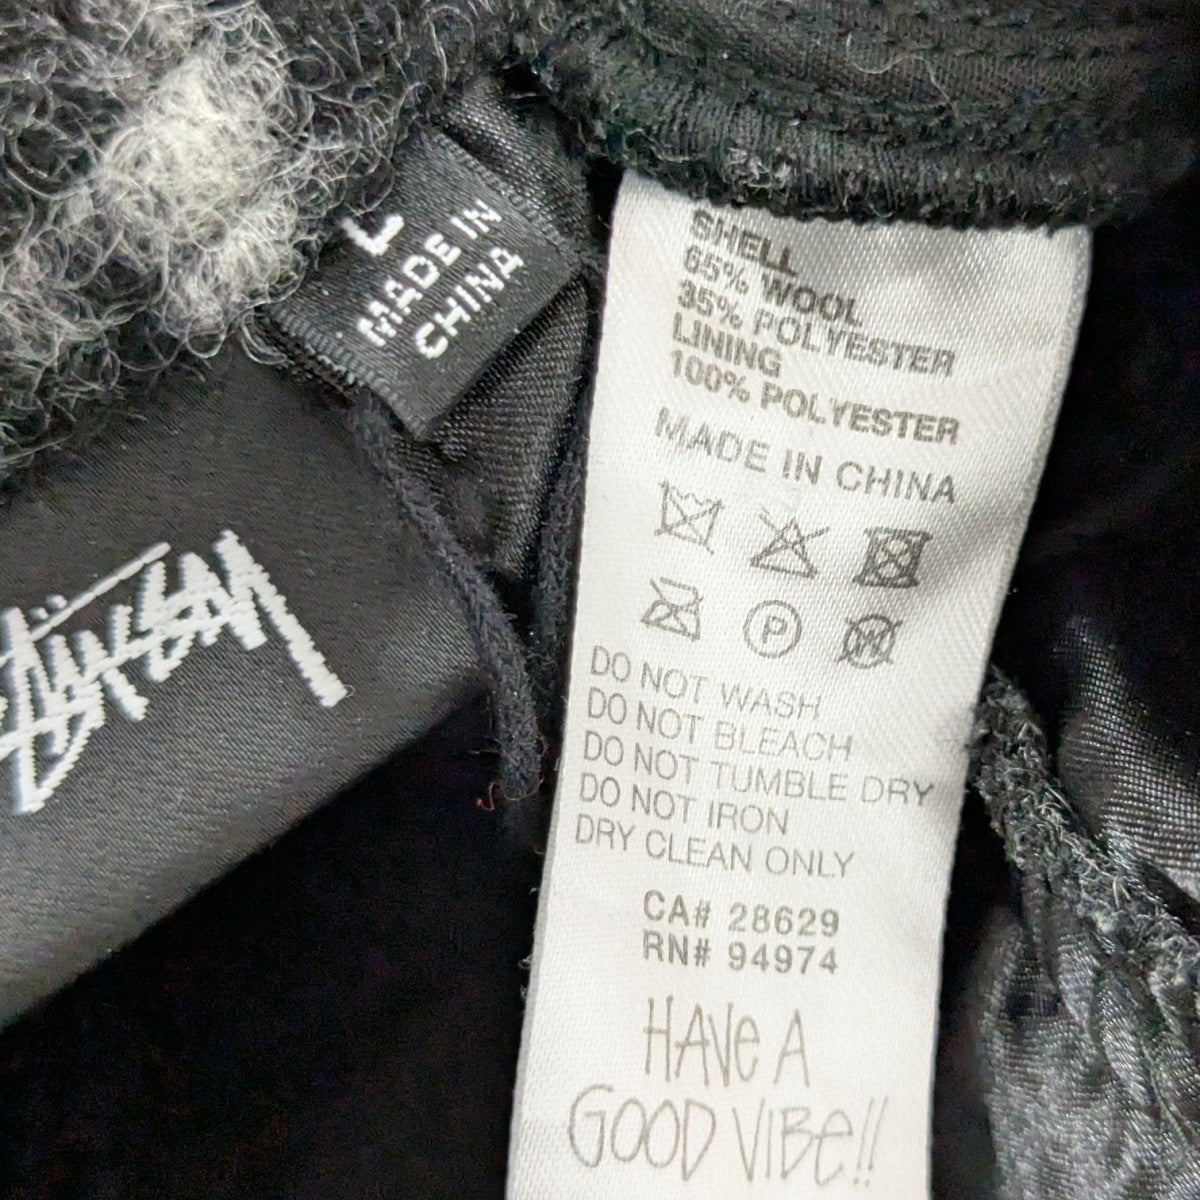 L
MADE IN
CHINA
STÜSSY
SHELL
65% WOOL
35% POLYESTER
LINING
100% POLYESTER
MADE IN CHINA
P
W
DO NOT WASH
DO NOT BLEACH
DO NOT TUMBLE DRY
DO NOT IRON
DRY CLEAN ONLY
CA# 28629
RN# 94974
HAVE A
GOOD VIBE!!